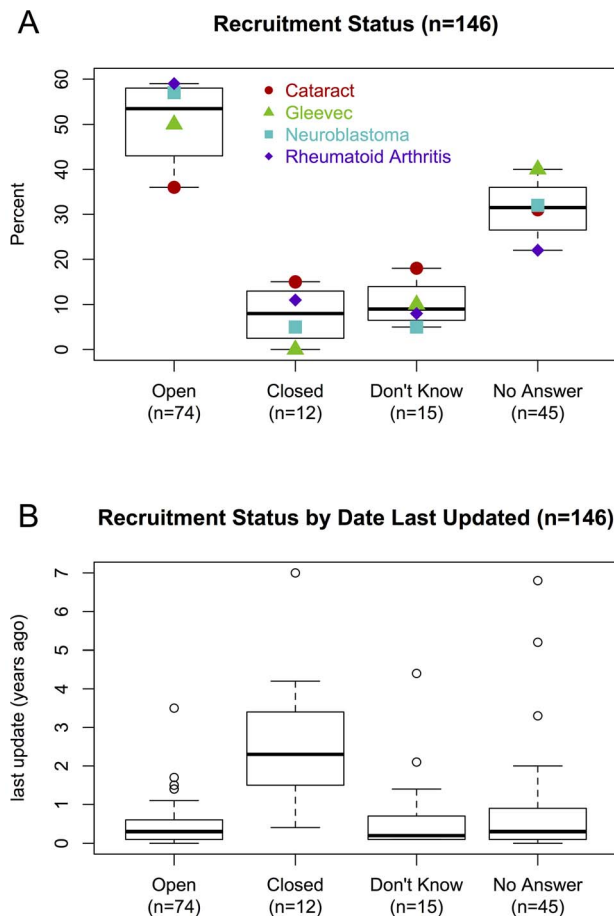 A
Recruitment Status (n=146)
Percent
60
50
40
30
20
10
0
Cataract
Gleevec
Neuroblastoma
Rheumatoid Arthritis
Open Closed Don't Know No Answer
(n=74) (n=12) (n=15) (n=45)
B
Recruitment Status by Date Last Updated (n=146)
last update (years ago)
7
6
5
4
3
2
1
0
Open Closed Don't Know No Answer
(n=74) (n=12) (n=15) (n=45)